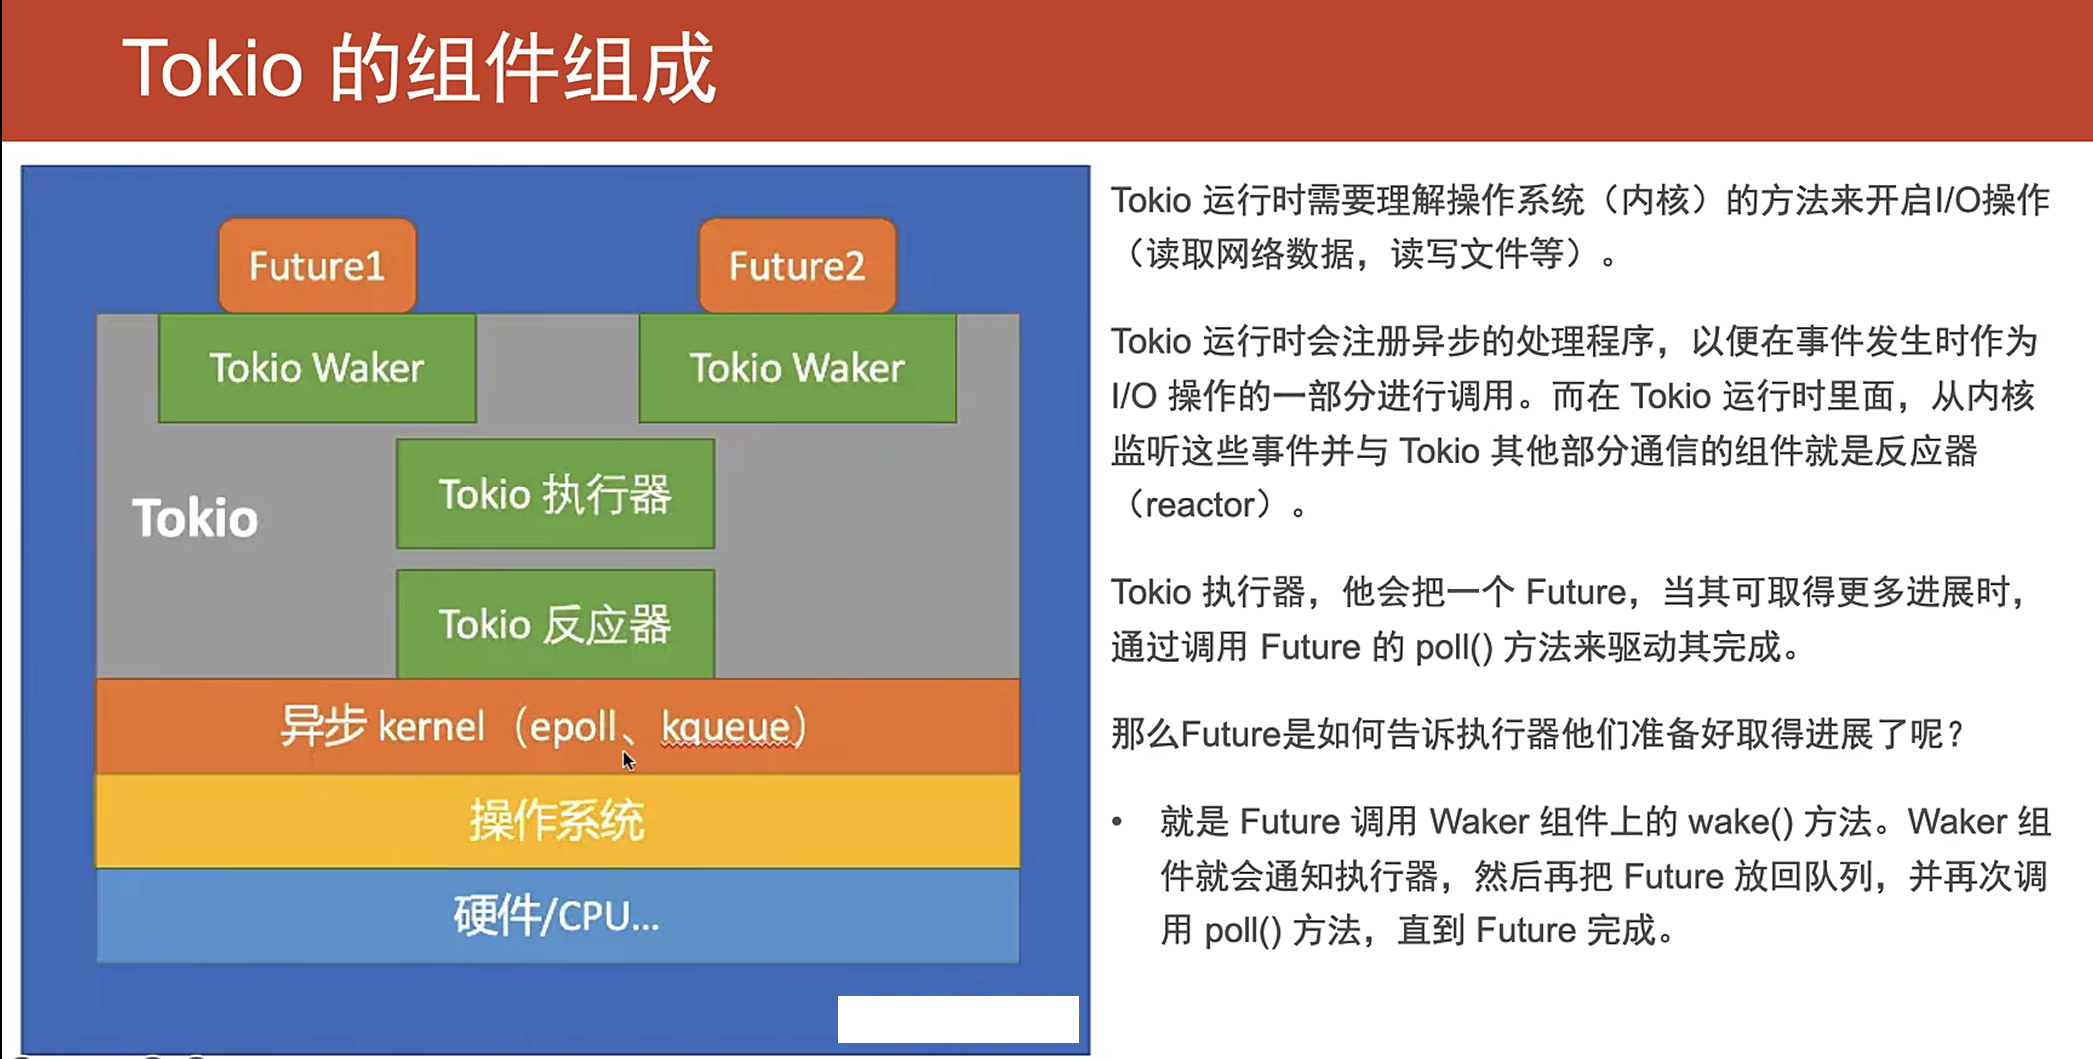 Tokio 的组件组成
Future1
Future2
Tokio Waker
Tokio Waker
Tokio 执行器
Tokio
Tokio 反应器
异步 kernel（epoll、kqueue）
操作系统
硬件/CPU...
Tokio 运行时需要理解操作系统（内核）的方法来开启I/O操作
（读取网络数据，读写文件等）。
Tokio 运行时会注册异步的处理程序，以便在事件发生时作为
I/O 操作的一部分进行调用。而在 Tokio 运行时里面，从内核
监听这些事件并与 Tokio 其他部分通信的组件就是反应器
（reactor）。
Tokio 执行器，他会把一个 Future，当其可取得更多进展时，
通过调用 Future 的 poll() 方法来驱动其完成。
那么Future是如何告诉执行器他们准备好取得进展了呢？
• 就是 Future 调用 Waker 组件上的 wake() 方法。Waker 组
件就会通知执行器，然后再把 Future 放回队列，并再次调
用 poll() 方法，直到 Future 完成。